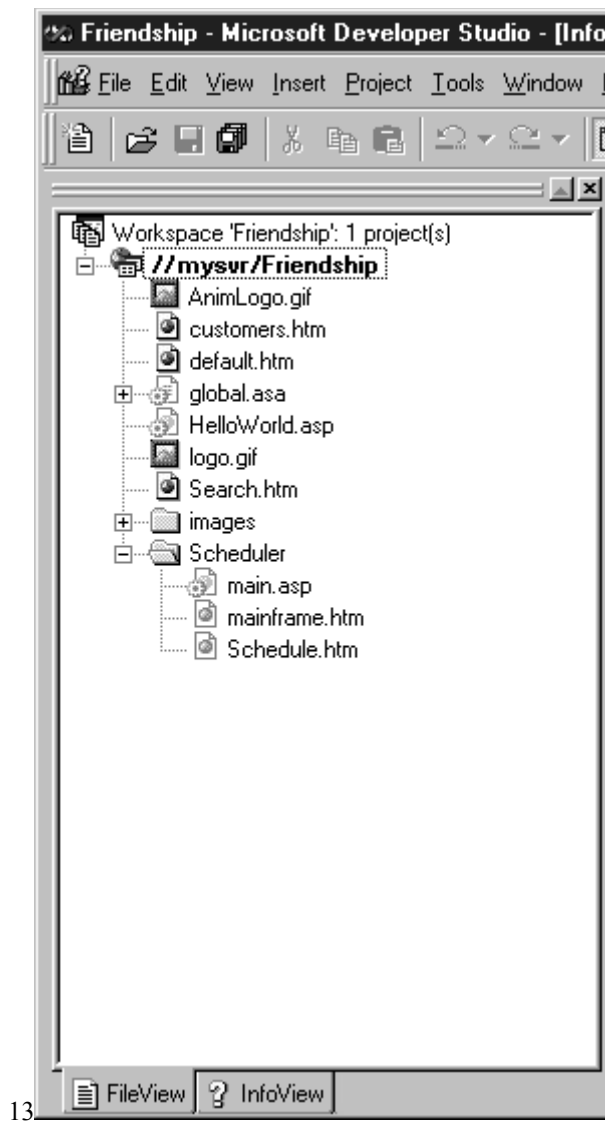 Friendship - Microsoft Developer Studio - [Info
File Edit View Insert Project Tools Window
Workspace 'Friendship': 1 project(s)
//mysvr/Friendship
AnimLogo.gif
customers.htm
default.htm
global.asa
HelloWorld.asp
logo.gif
Search.htm
images
Scheduler
main.asp
mainframe.htm
Schedule.htm
FileView InfoView
13